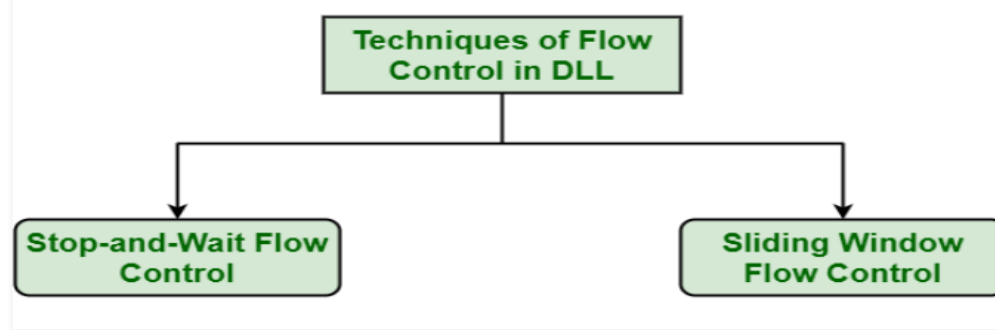 Techniques of Flow
Control in DLL
Stop-and-Wait Flow
Control
Sliding Window
Flow Control